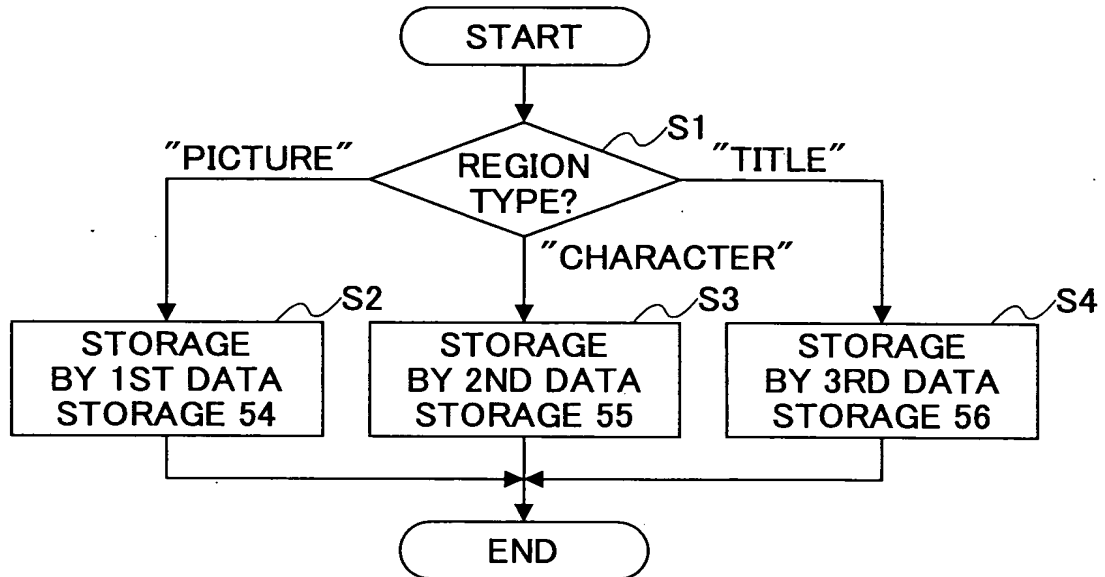 START
S1
"PICTURE"
REGION
TYPE?
"TITLE"
"CHARACTER"
S2
S3
S4
STORAGE
BY 1ST DATA
STORAGE 54
STORAGE
BY 2ND DATA
STORAGE 55
STORAGE
BY 3RD DATA
STORAGE 56
END